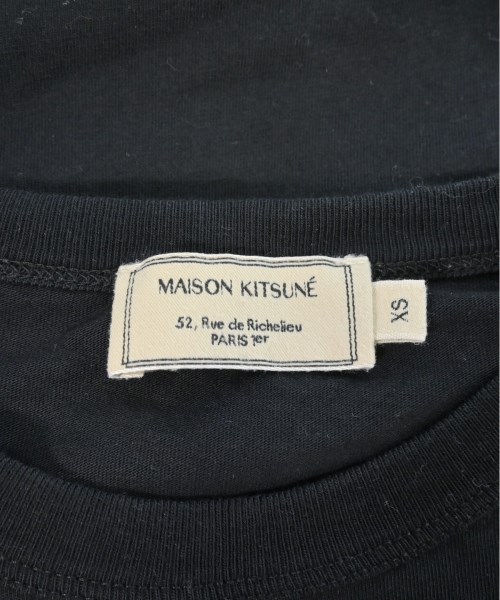 MAISON KITSUNÉ
52, Rue de Richelieu
PARIS 1er
XS